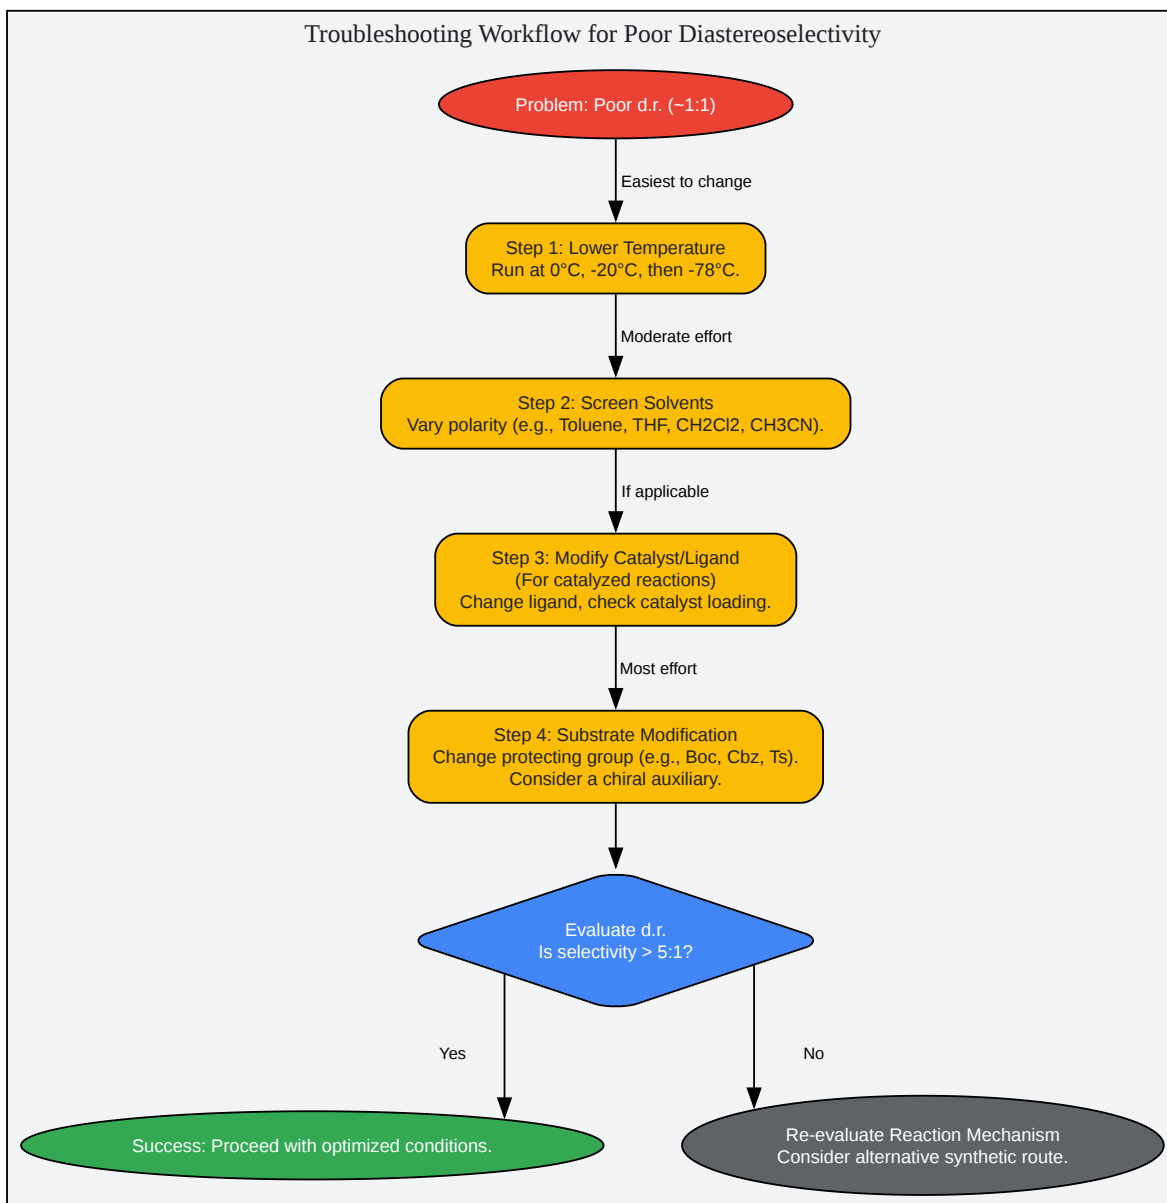 Troubleshooting Workflow for Poor Diastereoselectivity
Problem: Poor d.r. (~1:1)
Easiest to change
Step 1: Lower Temperature
Run at 0°C, -20°C, then -78°C.
Moderate effort
Step 2: Screen Solvents
Vary polarity (e.g., Toluene, THF, CH2Cl2, CH3CN).
If applicable
Step 3: Modify Catalyst/Ligand
(For catalyzed reactions)
Change ligand, check catalyst loading.
Most effort
Step 4: Substrate Modification
Change protecting group (e.g., Boc, Cbz, Ts).
Consider a chiral auxiliary.
Evaluate d.r.
Is selectivity > 5:1?
Yes
No
Success: Proceed with optimized conditions.
Re-evaluate Reaction Mechanism
Consider alternative synthetic route.